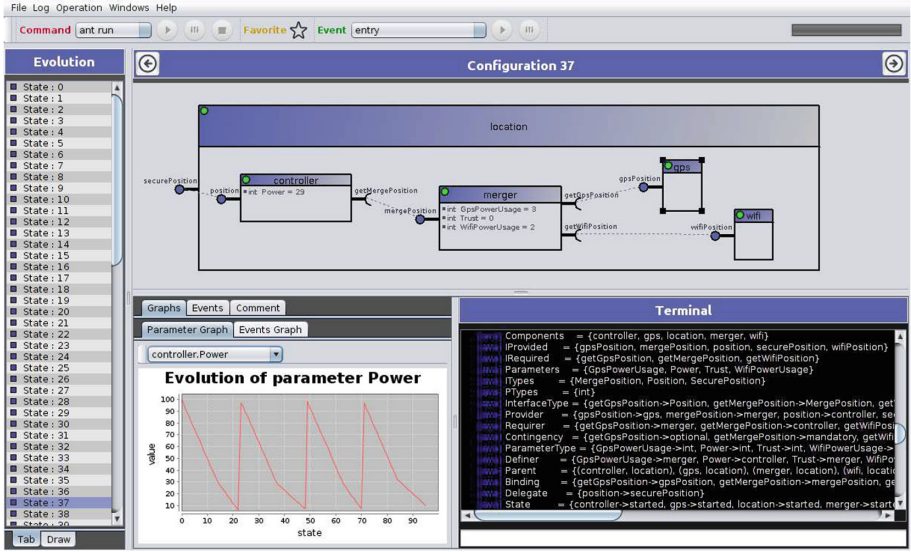 File Log Operation Windows Help
Command ant run Favorite Event entry
Evolution
Configuration 37
State : 0
State : 1
State : 2
State : 3
State : 4
State : 5
State : 6
State : 7
State : 8
State : 9
State : 10
State : 11
State : 12
State : 13
State : 14
State : 15
State : 16
State : 17
State : 18
State : 19
State : 20
State : 21
State : 22
State : 23
State : 24
State : 25
State : 26
State : 27
State : 28
State : 29
State : 30
State : 31
State : 32
State : 33
State : 34
State : 35
State : 36
State : 37
State : 38
State : 39
Tab Draw
location
securePosition
position
controller
int Power = 29
getMergePosition
mergePosition
merger
int GpsPowerUsage = 3
int Trust = 0
int WifiPowerUsage = 2
getGpsPosition
getWifiPosition
gpsPosition
gps
wifiPosition
wifi
Graphs Events Comment
Parameter Graph Events Graph
controller.Power
Evolution of parameter Power
value
100
90
80
70
60
50
40
30
20
10
0 10 20 30 40 50 60 70 80 90
state
Terminal
Components = {controller, gps, location, merger, wifi}
IProvided = {gpsPosition, mergePosition, position, securePosition, wifiPosition}
IRequired = {getGpsPosition, getMergePosition, getWifiPosition}
Parameters = {GpsPowerUsage, Power, Trust, WifiPowerUsage}
ITypes = {MergePosition, Position, SecurePosition}
PTypes = {int}
InterfaceType = {getGpsPosition->Position, getMergePosition->MergePosition, get
Provider = {gpsPosition->gps, mergePosition->merger, position->controller, se
Requirer = {getGpsPosition->merger, getMergePosition->controller, getWifiPosi
Contingency = {getGpsPosition->optional, getMergePosition->mandatory, getWifi
ParameterType = {GpsPowerUsage->int, Power->int, Trust->int, WifiPowerUsage->
Definer = {GpsPowerUsage->merger, Power->controller, Trust->merger, WifiPo
Parent = {(controller, location), (gps, location), (merger, location), (wifi, locatio
Binding = {getGpsPosition->gpsPosition, getMergePosition->mergePosition, ge
Delegate = {position->securePosition}
State = {controller->started, gps->started, location->started, merger->starte